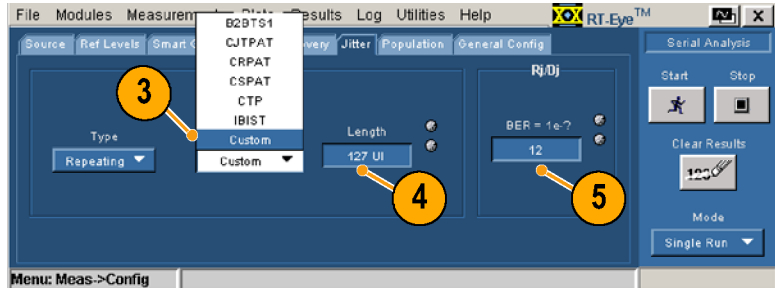 File Modules Measurem Results Log Utilities Help RT-Eye™ X
B2BTS1
Source Ref Levels Smart very Jitter Population General Config Serial Analysis
CJTPAT
CRPAT
CSPAT
CTP
IBIST
Custom
Custom
3
Type
Repeating
Length
127 UI
4
Rj/Dj
BER = 1e-?
12
5
Start Stop
Clear Results
Mode
Single Run
Menu: Meas->Config